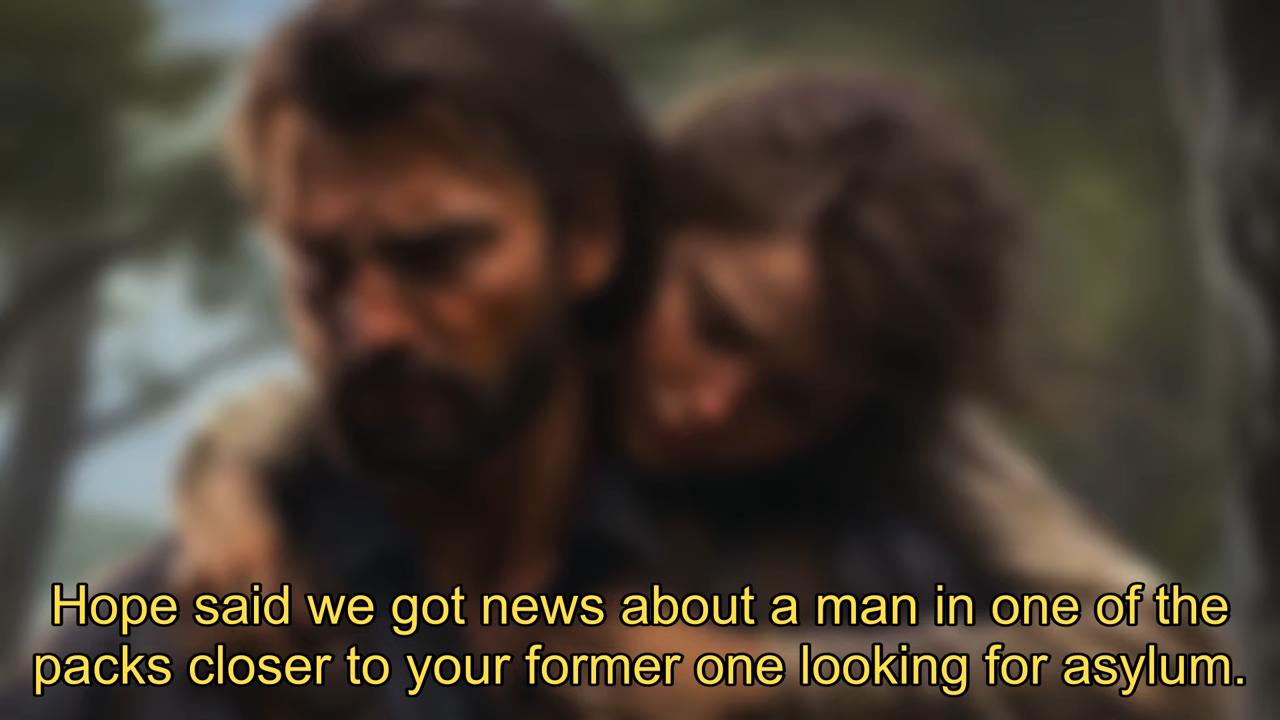 Hope said we got news about a man in one of the
packs closer to your former one looking for asylum.